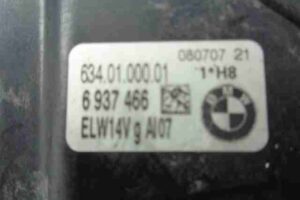 080707 21
634.01.000.01
*1*H8
6 937 466
BMW
ELW14V g AI07